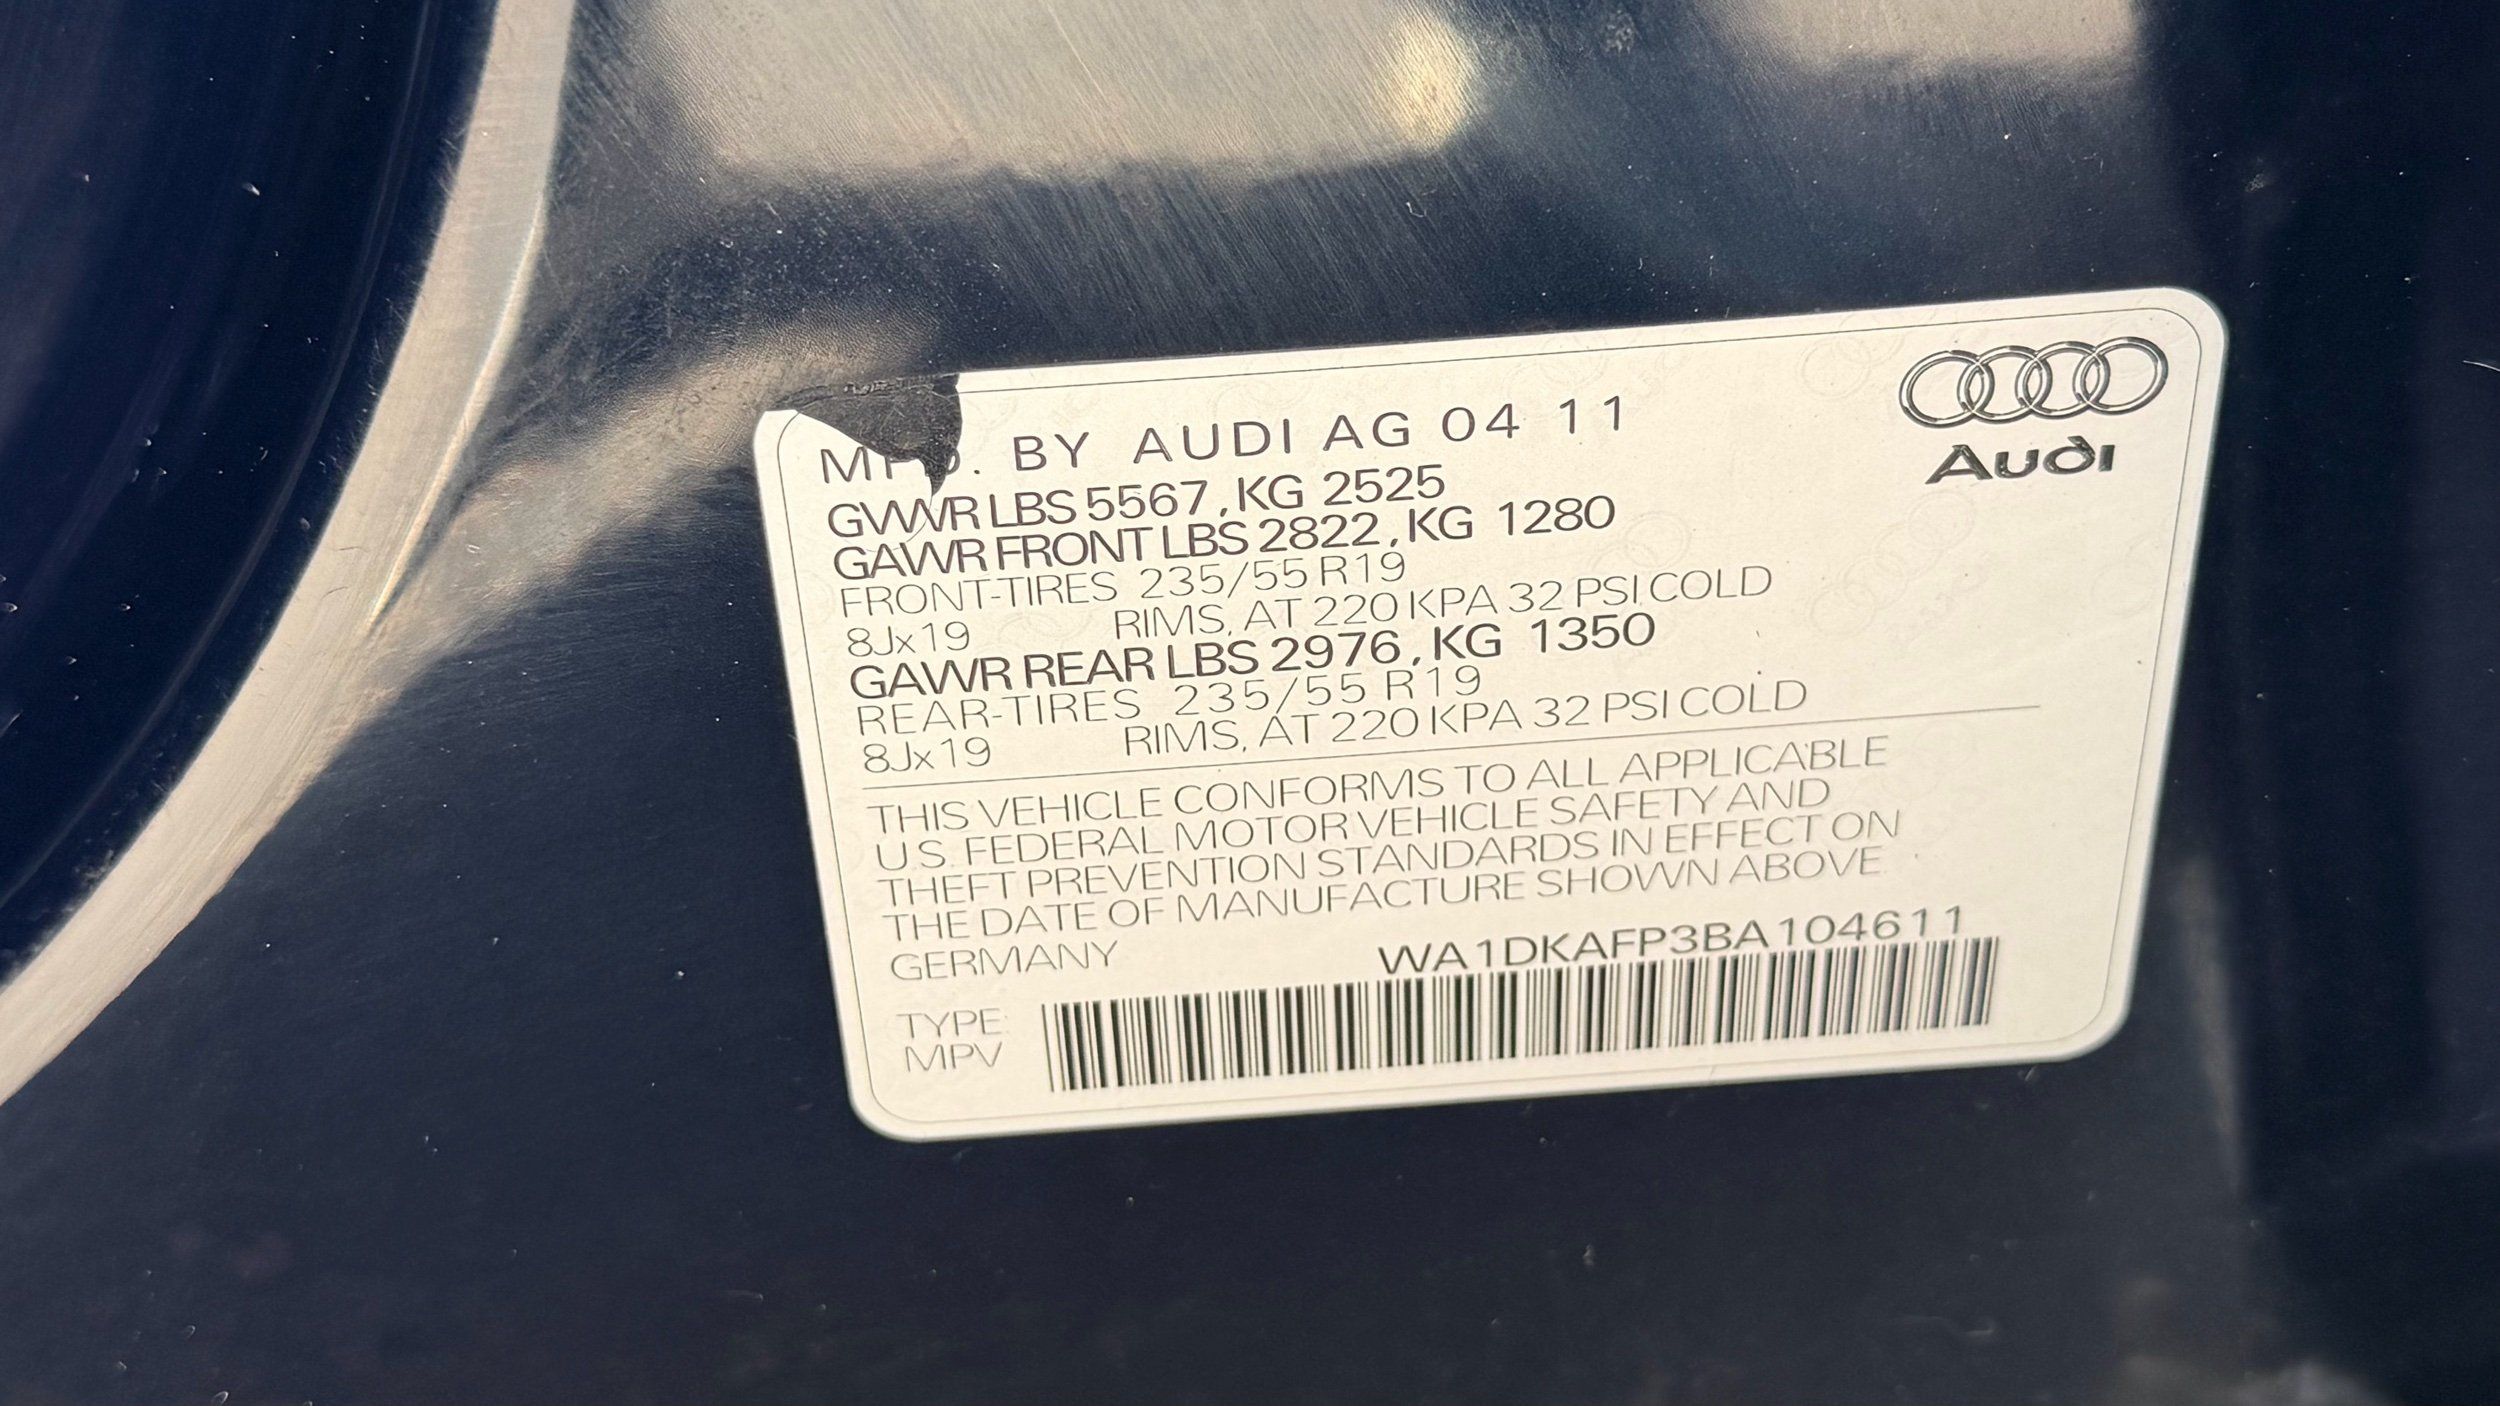 MFD. BY AUDI AG 04 11
Audi
GVWR LBS 5567, KG 2525
GAWR FRONT LBS 2822, KG 1280
FRONT-TIRES 235/55 R19
8Jx19 RIMS, AT 220 KPA 32 PSI COLD
GAWR REAR LBS 2976, KG 1350
REAR-TIRES 235/55 R19
8Jx19 RIMS, AT 220 KPA 32 PSI COLD
THIS VEHICLE CONFORMS TO ALL APPLICABLE
U.S. FEDERAL MOTOR VEHICLE SAFETY AND
THEFT PREVENTION STANDARDS IN EFFECT ON
THE DATE OF MANUFACTURE SHOWN ABOVE
GERMANY WA1DKAFP3BA104611
TYPE:
MPV